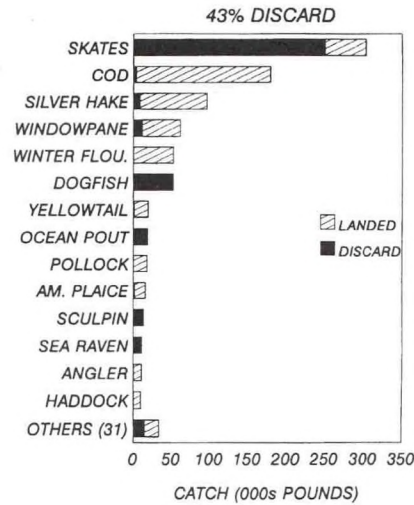 43% DISCARD
SKATES
COD
SILVER HAKE
WINDOWPANE
WINTER FLOU.
DOGFISH
YELLOWTAIL
OCEAN POUT
POLLOCK
AM. PLAICE
SCULPIN
SEA RAVEN
ANGLER
HADDOCK
OTHERS (31)
LANDED
DISCARD
0 50 100 150 200 250 300 350
CATCH (000s POUNDS)